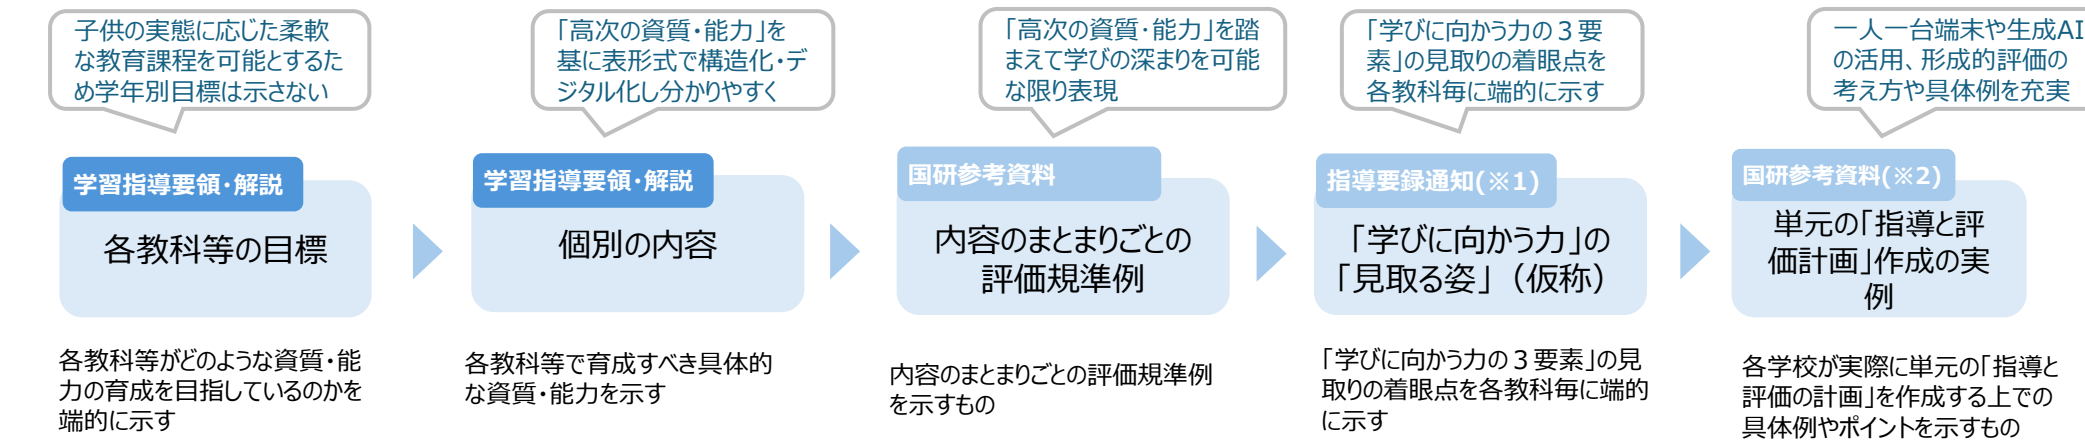 子供の実態に応じた柔軟
な教育課程を可能とするた
め学年別目標は示さない
「高次の資質・能力」を
基に表形式で構造化・デ
ジタル化し分かりやすく
「高次の資質・能力」を踏
まえて学びの深まりを可能
な限り表現
「学びに向かう力の３要
素」の見取りの着眼点を
各教科毎に端的に示す
一人一台端末や生成AI
の活用、形成的評価の
考え方や具体例を充実
学習指導要領・解説
各教科等の目標
学習指導要領・解説
個別の内容
国研参考資料
内容のまとまりごとの
評価規準例
指導要録通知(※1)
「学びに向かう力」の
「見取る姿」（仮称）
国研参考資料(※2)
単元の「指導と評
価計画」作成の実
例
各教科等がどのような資質・能
力の育成を目指しているのかを
端的に示す
各教科等で育成すべき具体的
な資質・能力を示す
内容のまとまりごとの評価規準例
を示すもの
「学びに向かう力の３要素」の見
取りの着眼点を各教科毎に端的
に示す
各学校が実際に単元の「指導と
評価の計画」を作成する上での
具体例やポイントを示すもの